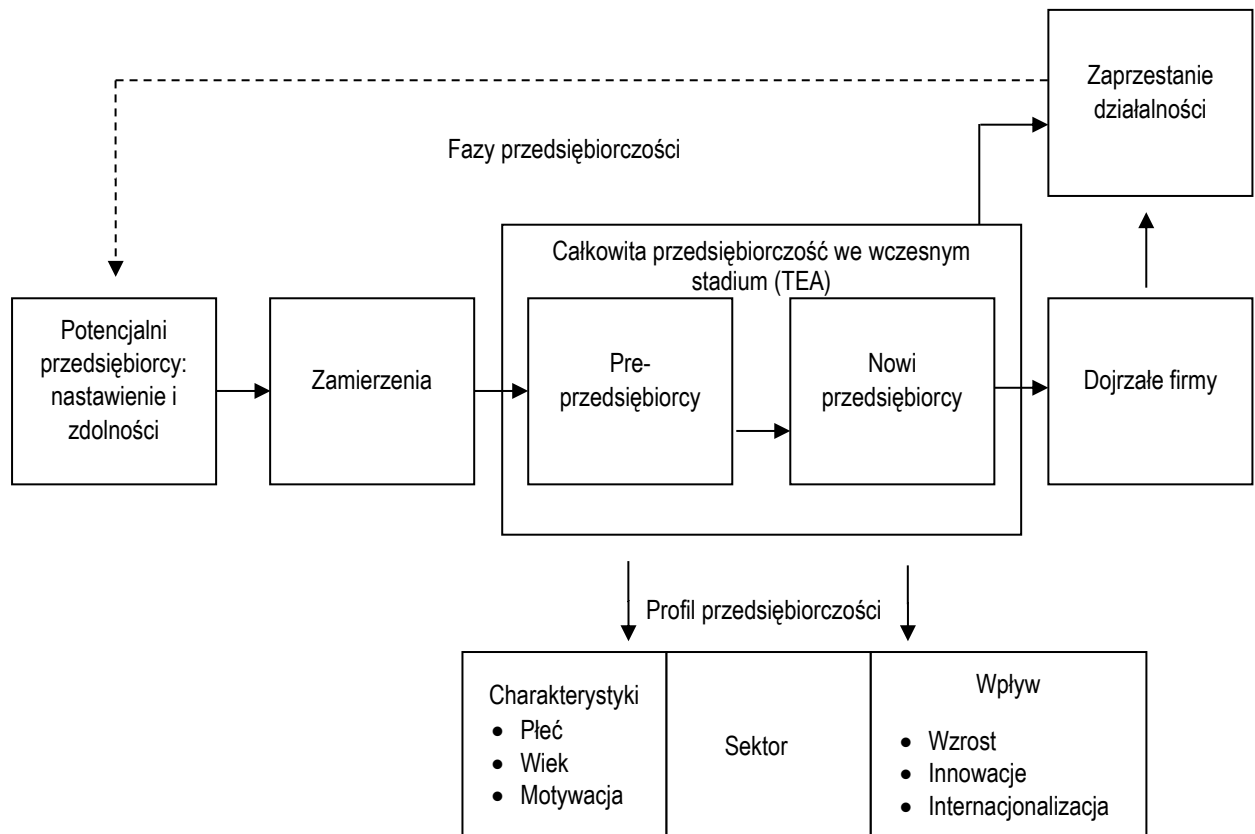 Zaprzestanie
działalności
Fazy przedsiębiorczości
Całkowita przedsiębiorczość we wczesnym
stadium (TEA)
Potencjalni
przedsiębiorcy:
nastawienie i
zdolności
Zamierzenia
Pre-
przedsiębiorcy
Nowi
przedsiębiorcy
Dojrzałe firmy
Profil przedsiębiorczości
Charakterystyki
• Płeć
• Wiek
• Motywacja
Sektor
Wpływ
• Wzrost
• Innowacje
• Internacjonalizacja